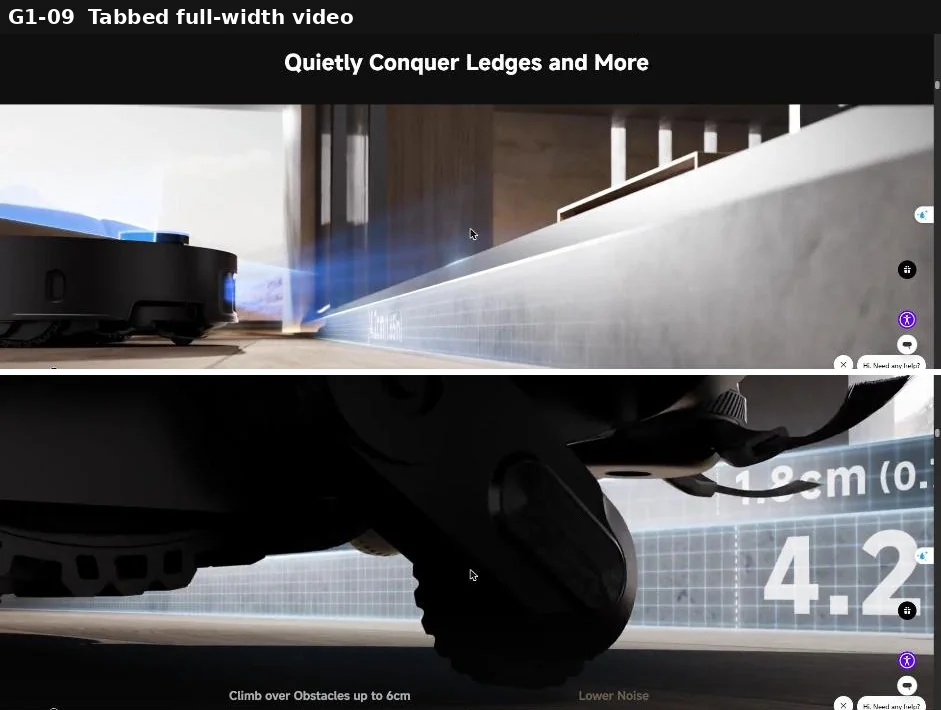 G1-09 Tabbed full-width video
Quietly Conquer Ledges and More
Hi, Need any help?
1.8cm (0.
4.2
Climb over Obstacles up to 6cm
Lower Noise
Hi, Need any help?